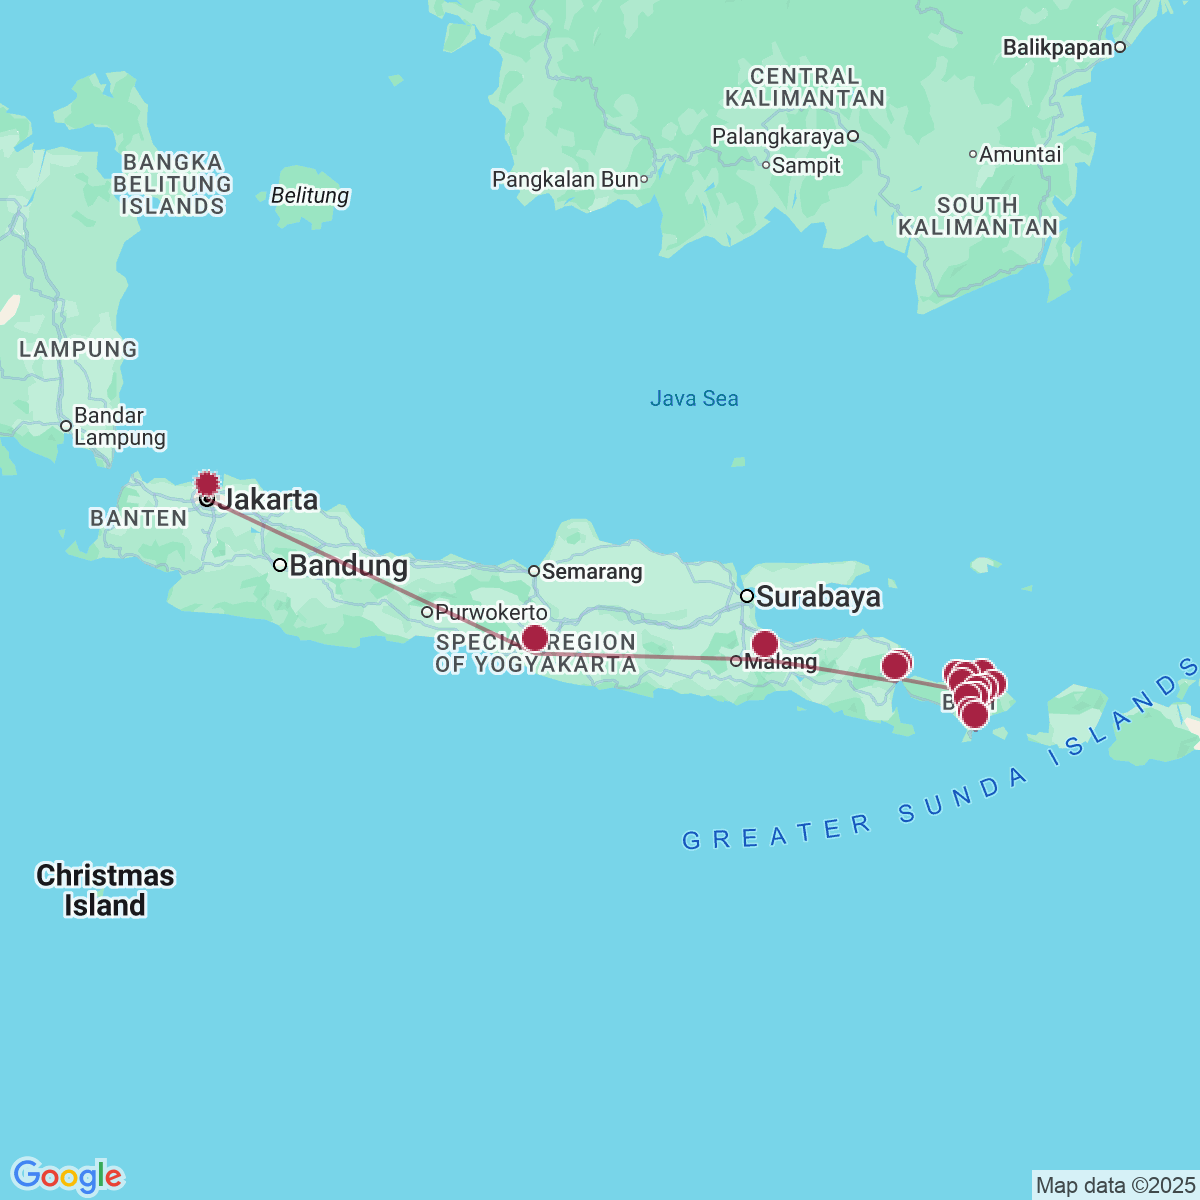 Balikpapan
CENTRAL
KALIMANTAN
Palangkaraya
Sampit
Amuntai
Pangkalan Bun
BANGKA
BELITUNG
ISLANDS
Belitung
SOUTH
KALIMANTAN
LAMPUNG
Bandar
Lampung
Java Sea
Jakarta
BANTEN
Bandung
Semarang
Surabaya
Purwokerto
REGION
OF YOGYAKARTA
Malang
GREATER SUNDA ISLANDS
Christmas
Island
Google
Map data ©2025